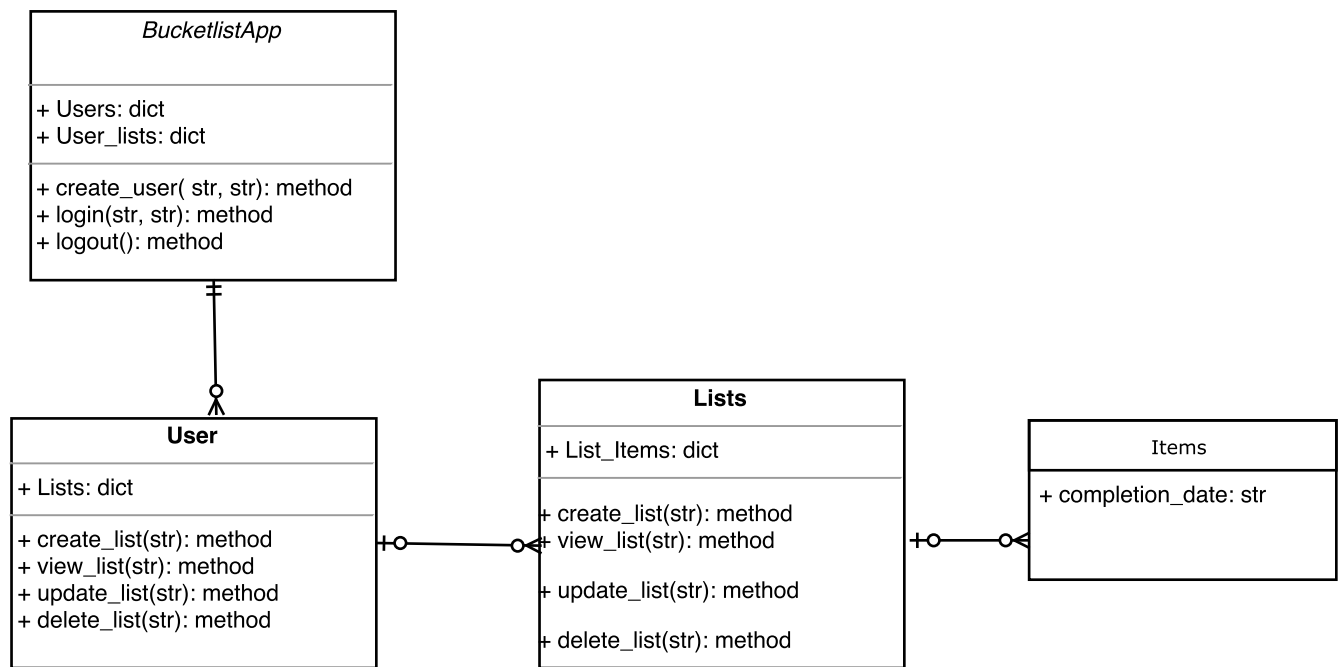 BucketlistApp
+ Users: dict
+ User_lists: dict
+ create_user( str, str): method
+ login(str, str): method
+ logout(): method
User
+ Lists: dict
+ create_list(str): method
+ view_list(str): method
+ update_list(str): method
+ delete_list(str): method
Lists
+ List_Items: dict
+ create_list(str): method
+ view_list(str): method
+ update_list(str): method
+ delete_list(str): method
Items
+ completion_date: str